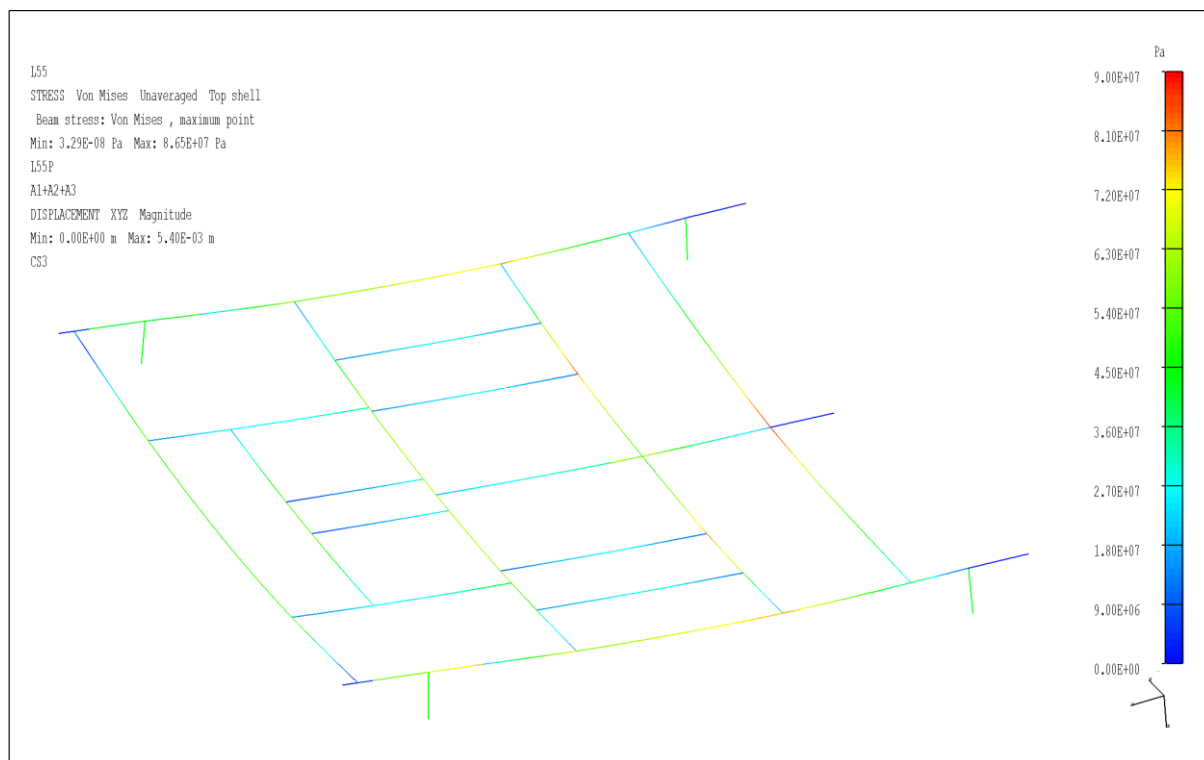 L55
STRESS Von Mises Unaveraged Top shell
Beam stress: Von Mises , maximum point
Min: 3.29E-08 Pa Max: 8.65E+07 Pa
L55P
A1+A2+A3
DISPLACEMENT XYZ Magnitude
Min: 0.00E+00 m Max: 5.40E-03 m
CS3
Pa
9.00E+07
8.10E+07
7.20E+07
6.30E+07
5.40E+07
4.50E+07
3.60E+07
2.70E+07
1.80E+07
9.00E+06
0.00E+00